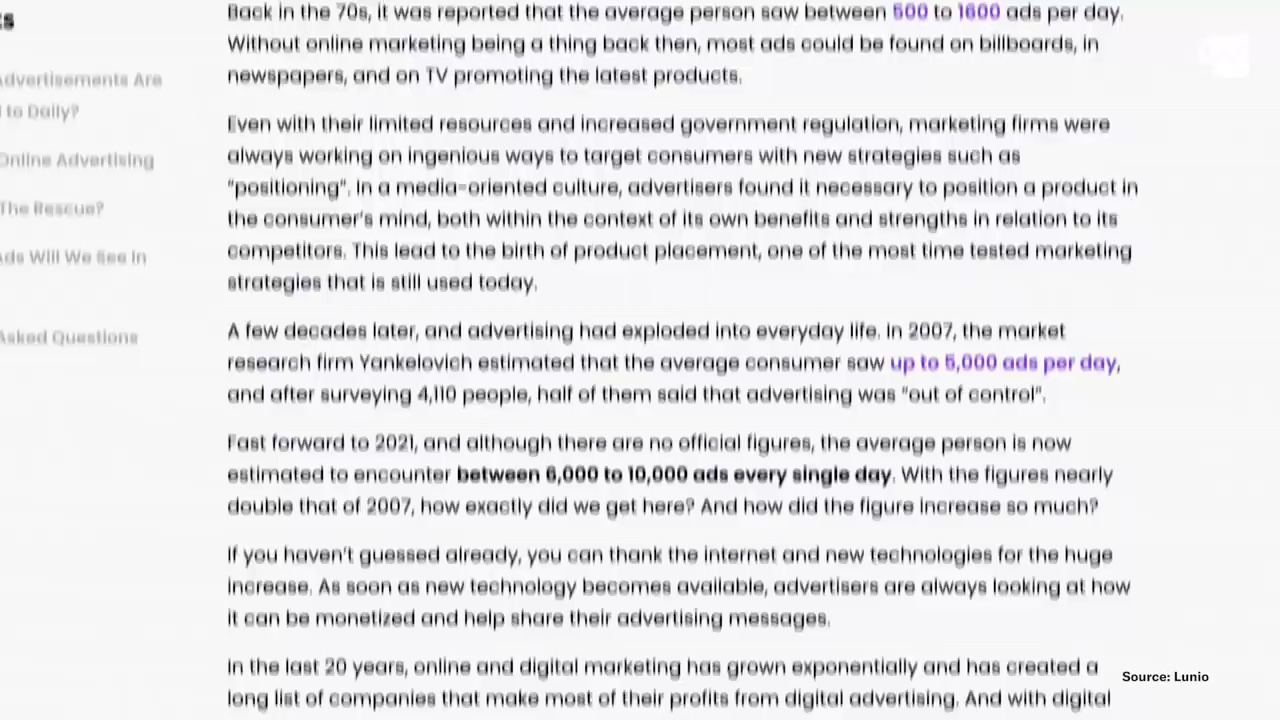 Back in the 70s, it was reported that the average person saw between 500 to 1600 ads per day.
Without online marketing being a thing back then, most ads could be found on billboards, in
newspapers, and on TV promoting the latest products.
Even with their limited resources and increased government regulation, marketing firms were
always working on ingenious ways to target consumers with new strategies such as
"positioning". In a media-oriented culture, advertisers found it necessary to position a product in
the consumer's mind, both within the context of its own benefits and strengths in relation to its
competitors. This lead to the birth of product placement, one of the most time tested marketing
strategies that is still used today.
A few decades later, and advertising had exploded into everyday life. In 2007, the market
research firm Yankelovich estimated that the average consumer saw up to 5,000 ads per day,
and after surveying 4,110 people, half of them said that advertising was "out of control".
Fast forward to 2021, and although there are no official figures, the average person is now
estimated to encounter between 6,000 to 10,000 ads every single day. With the figures nearly
double that of 2007, how exactly did we get here? And how did the figure increase so much?
If you haven't guessed already, you can thank the internet and new technologies for the huge
increase. As soon as new technology becomes available, advertisers are always looking at how
it can be monetized and help share their advertising messages.
In the last 20 years, online and digital marketing has grown exponentially and has created a
long list of companies that make most of their profits from digital advertising. And with digital
Advertisements Are
to Daily?
Online Advertising
The Rescue?
Ads Will We See In
Asked Questions
Source: Lunio